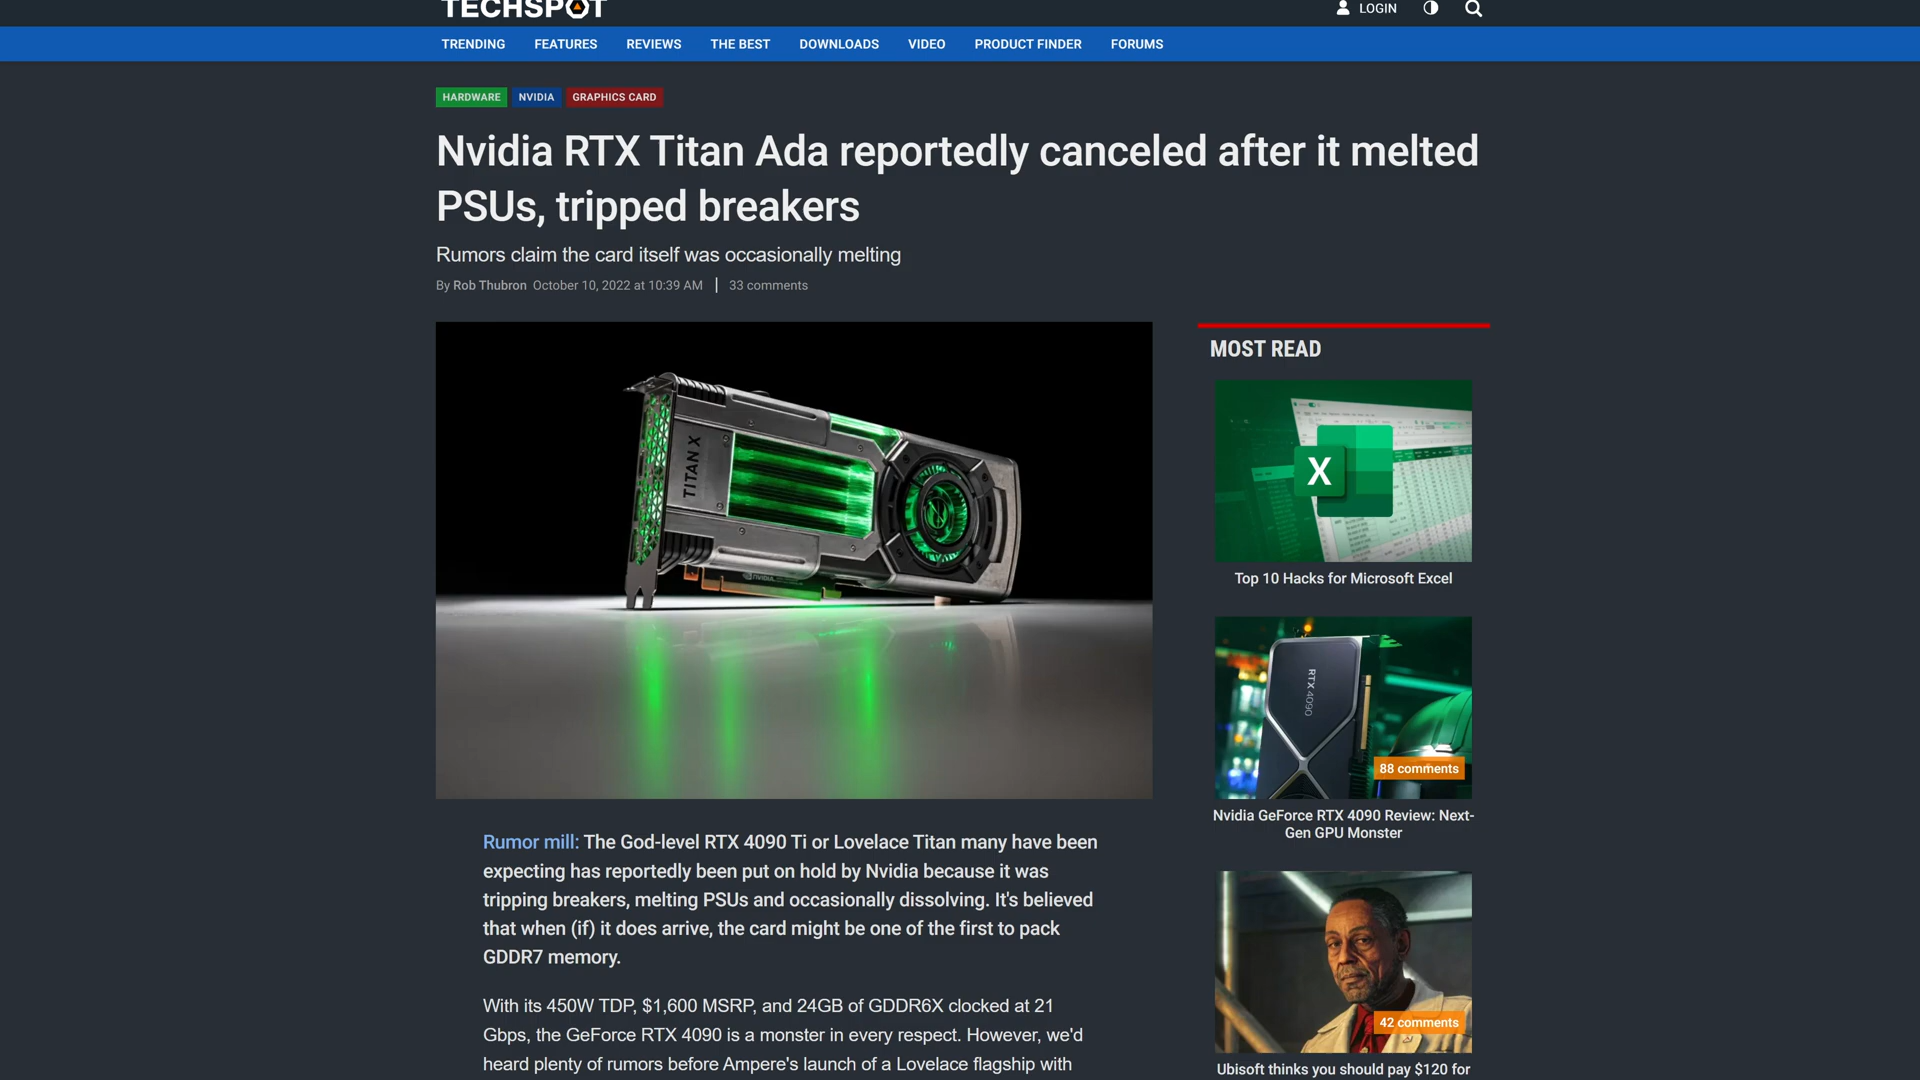 TECHSPOT
LOGIN
TRENDING FEATURES REVIEWS THE BEST DOWNLOADS VIDEO PRODUCT FINDER FORUMS
HARDWARE NVIDIA GRAPHICS CARD
Nvidia RTX Titan Ada reportedly canceled after it melted
PSUs, tripped breakers
Rumors claim the card itself was occasionally melting
By Rob Thubron October 10, 2022 at 10:39 AM | 33 comments
TITAN X
NVIDIA
Rumor mill: The God-level RTX 4090 Ti or Lovelace Titan many have been
expecting has reportedly been put on hold by Nvidia because it was
tripping breakers, melting PSUs and occasionally dissolving. It's believed
that when (if) it does arrive, the card might be one of the first to pack
GDDR7 memory.
With its 450W TDP, $1,600 MSRP, and 24GB of GDDR6X clocked at 21
Gbps, the GeForce RTX 4090 is a monster in every respect. However, we'd
heard plenty of rumors before Ampere's launch of a Lovelace flagship with
MOST READ
X
Top 10 Hacks for Microsoft Excel
RTX 4090
88 comments
Nvidia GeForce RTX 4090 Review: Next-
Gen GPU Monster
42 comments
Ubisoft thinks you should pay $120 for